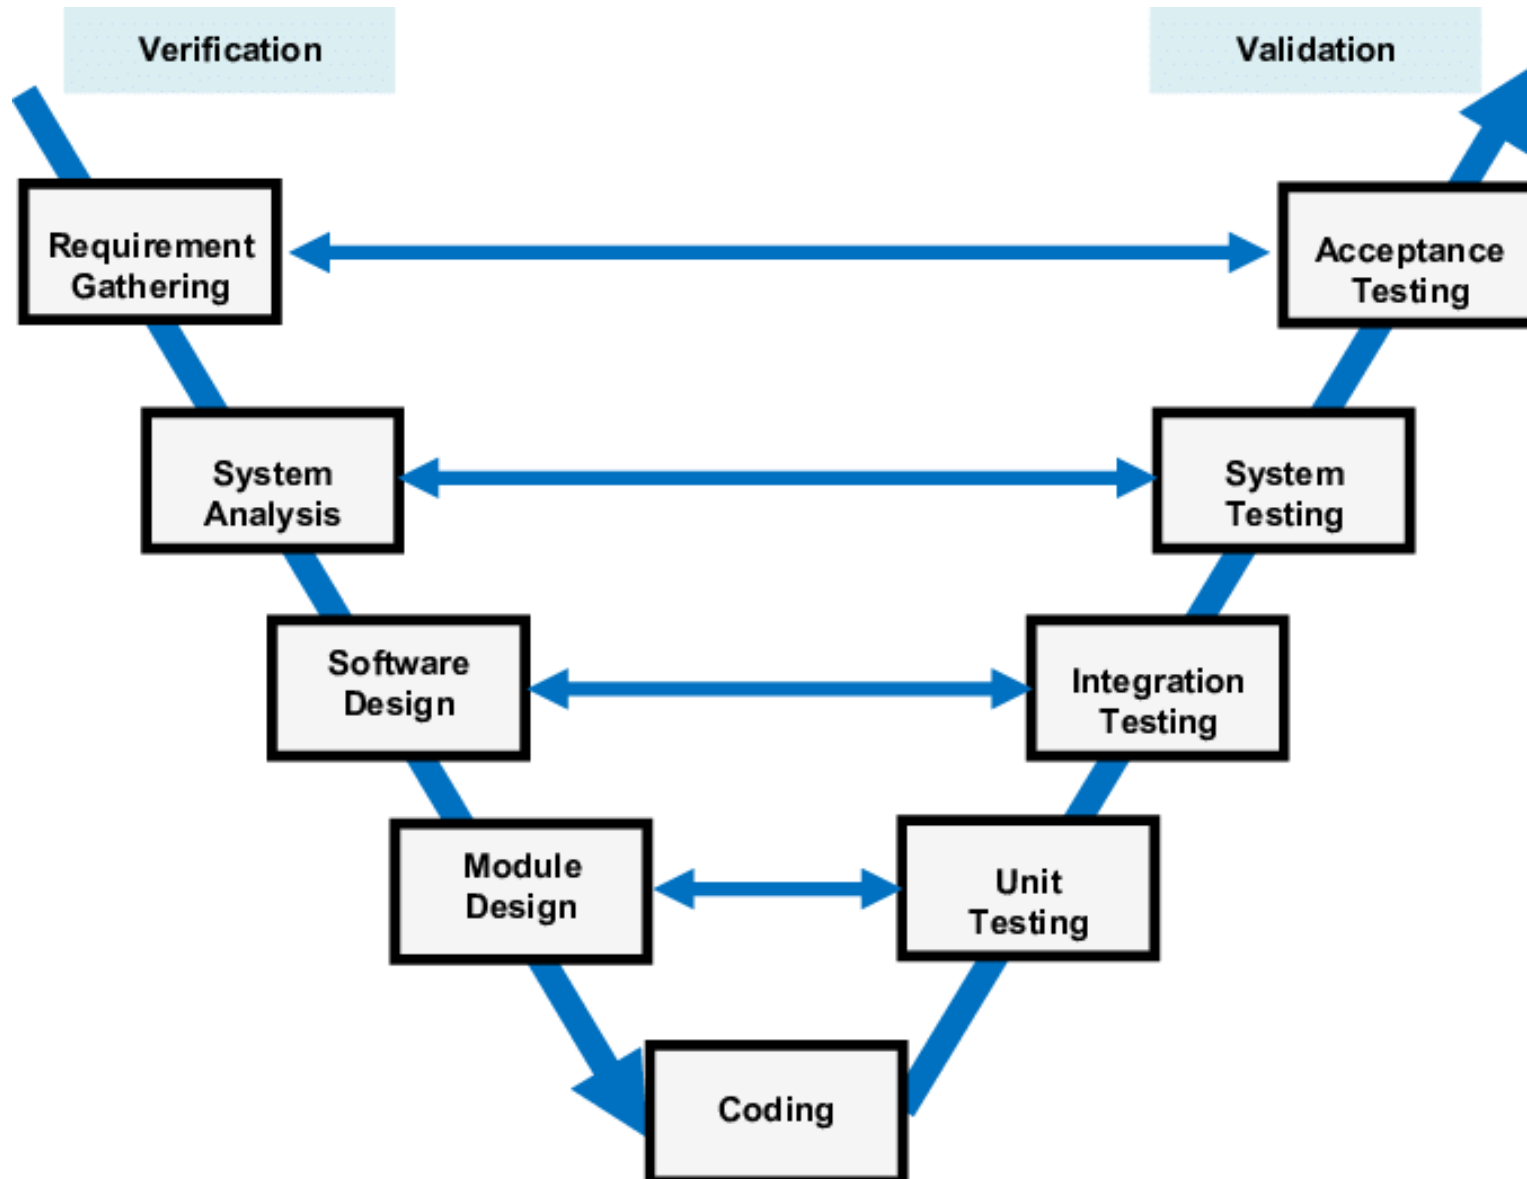 Verification
Validation
Requirement
Gathering
Acceptance
Testing
System
Analysis
System
Testing
Software
Design
Integration
Testing
Module
Design
Unit
Testing
Coding